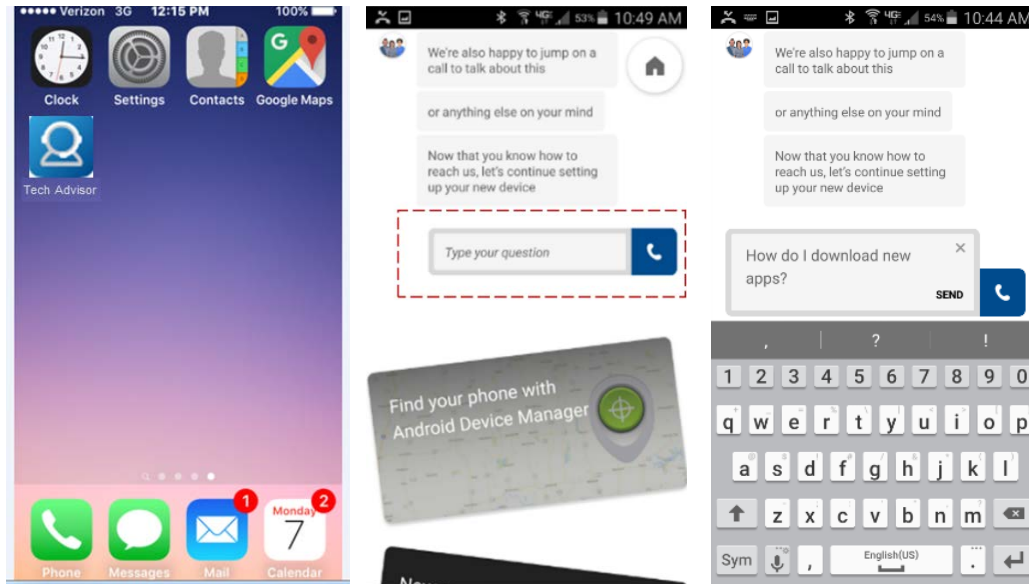 Verizon 3G 12:15 PM 100%
G
Clock Settings Contacts Google Maps
Tech Advisor
1
2
Monday
7
Phone Messages Mail Calendar
4G 53% 10:49 AM
We're also happy to jump on a
call to talk about this
or anything else on your mind
Now that you know how to
reach us, let's continue setting
up your new device
Type your question
Find your phone with
Android Device Manager
4G 54% 10:44 AM
We're also happy to jump on a
call to talk about this
or anything else on your mind
Now that you know how to
reach us, let's continue setting
up your new device
How do I download new
apps?
SEND
, ? !
1 2 3 4 5 6 7 8 9 0
q w e r t y u i o p
a s d f g h j k l
z x c v b n m
Sym , English(US) .